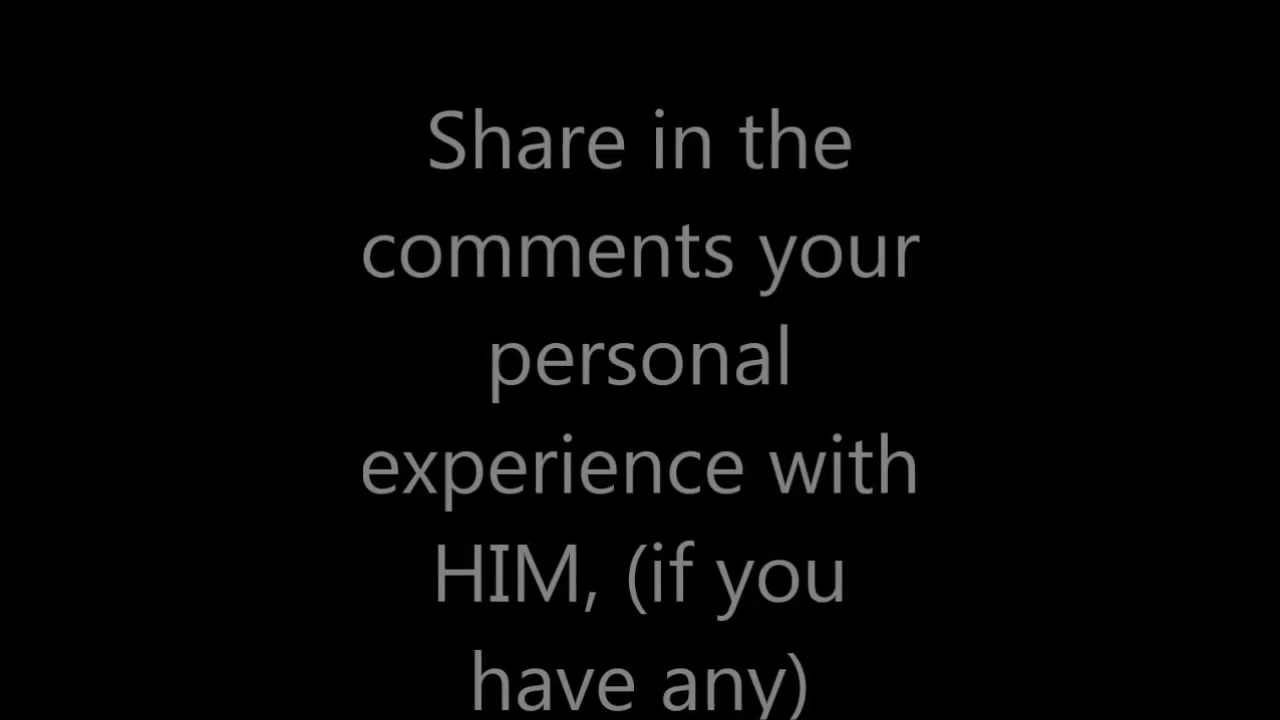 Share in the
comments your
personal
experience with
HIM, (if you
have any)